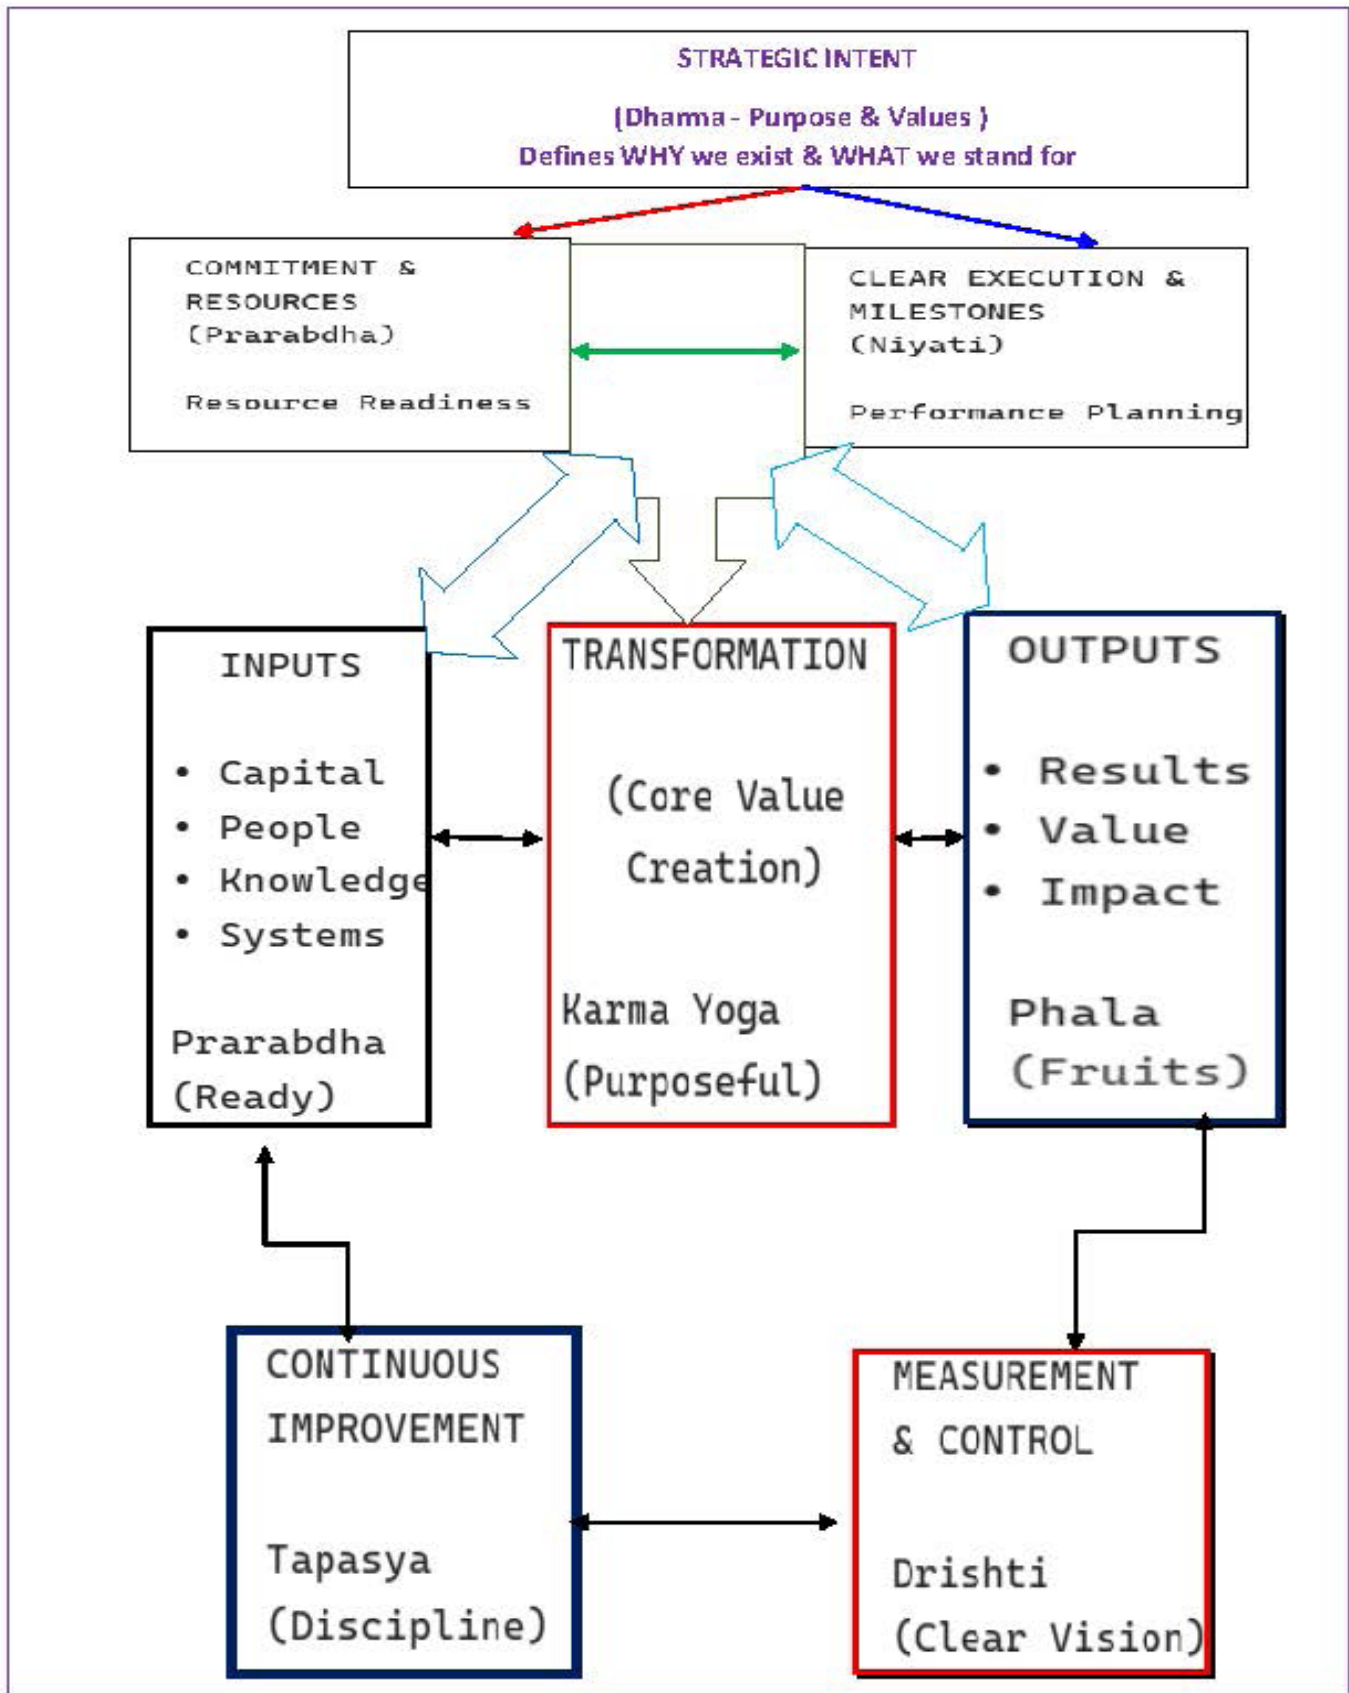 STRATEGIC INTENT
(Dharma - Purpose & Values )
Defines WHY we exist & WHAT we stand for
COMMITMENT &
RESOURCES
(Prarabdha)
Resource Readiness
CLEAR EXECUTION &
MILESTONES
(Niyati)
Performance Planning
INPUTS
• Capital
• People
• Knowledge
• Systems
Prarabdha
(Ready)
TRANSFORMATION
(Core Value
Creation)
Karma Yoga
(Purposeful)
OUTPUTS
• Results
• Value
• Impact
Phala
(Fruits)
CONTINUOUS
IMPROVEMENT
Tapasya
(Discipline)
MEASUREMENT
& CONTROL
Drishti
(Clear Vision)